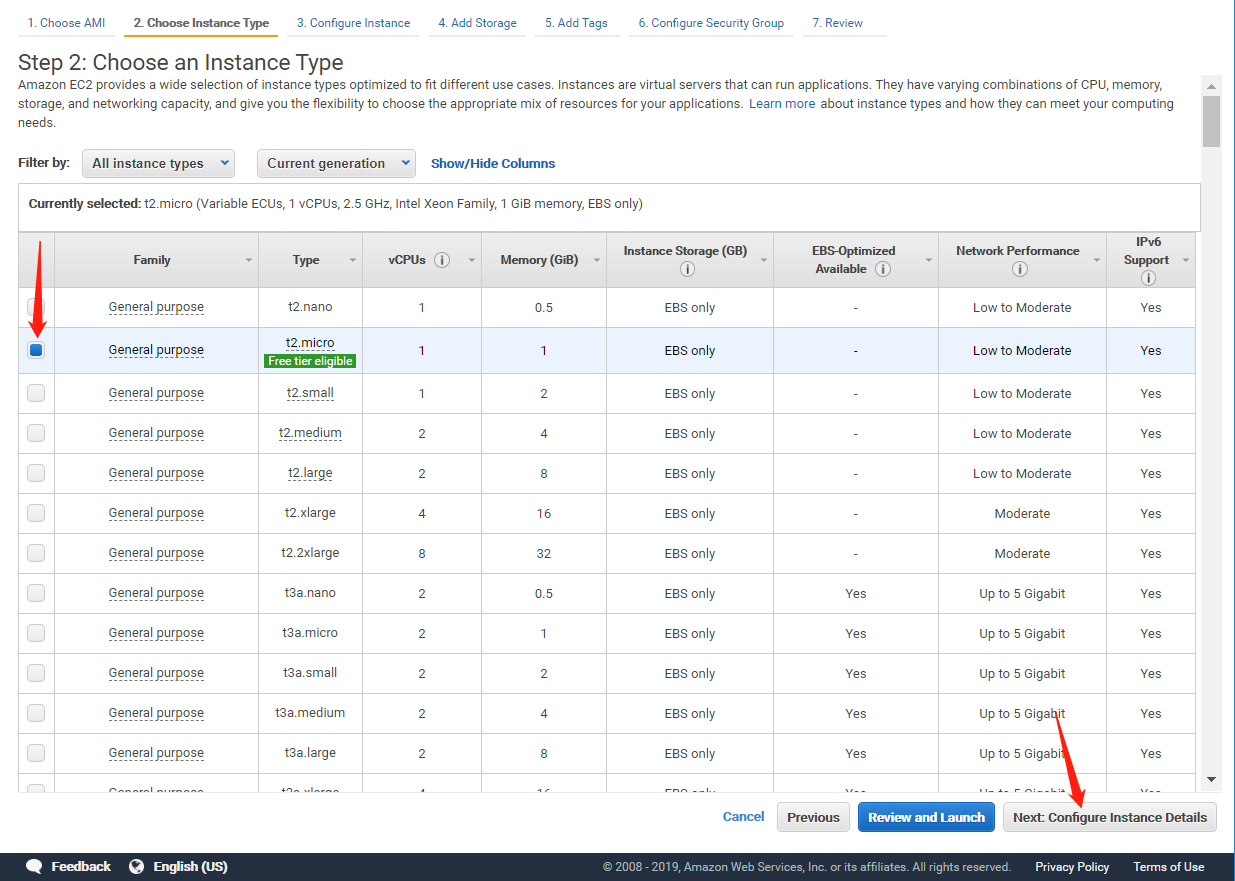 1. Choose AMI 2. Choose Instance Type 3. Configure Instance 4. Add Storage 5. Add Tags 6. Configure Security Group 7. Review
Step 2: Choose an Instance Type
Amazon EC2 provides a wide selection of instance types optimized to fit different use cases. Instances are virtual servers that can run applications. They have varying combinations of CPU, memory,
storage, and networking capacity, and give you the flexibility to choose the appropriate mix of resources for your applications. Learn more about instance types and how they can meet your computing
needs.
Filter by: All instance types Current generation Show/Hide Columns
Currently selected: t2.micro (Variable ECUs, 1 vCPUs, 2.5 GHz, Intel Xeon Family, 1 GiB memory, EBS only)
Family Type vCPUs Memory (GiB) Instance Storage (GB) EBS-Optimized Available Network Performance IPv6 Support
General purpose t2.nano 1 0.5 EBS only - Low to Moderate Yes
General purpose t2.micro 1 1 EBS only - Low to Moderate Yes
Free tier eligible
General purpose t2.small 1 2 EBS only - Low to Moderate Yes
General purpose t2.medium 2 4 EBS only - Low to Moderate Yes
General purpose t2.large 2 8 EBS only - Low to Moderate Yes
General purpose t2.xlarge 4 16 EBS only - Moderate Yes
General purpose t2.2xlarge 8 32 EBS only - Moderate Yes
General purpose t3a.nano 2 0.5 EBS only Yes Up to 5 Gigabit Yes
General purpose t3a.micro 2 1 EBS only Yes Up to 5 Gigabit Yes
General purpose t3a.small 2 2 EBS only Yes Up to 5 Gigabit Yes
General purpose t3a.medium 2 4 EBS only Yes Up to 5 Gigabit Yes
General purpose t3a.large 2 8 EBS only Yes Up to 5 Gigabit Yes
Cancel Previous Review and Launch Next: Configure Instance Details
Feedback English (US) © 2008 - 2019, Amazon Web Services, Inc. or its affiliates. All rights reserved. Privacy Policy Terms of Use